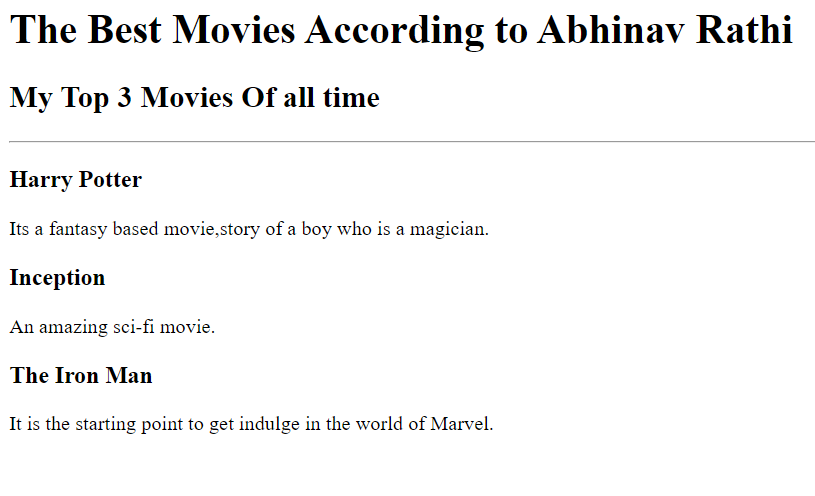 The Best Movies According to Abhinav Rathi
My Top 3 Movies Of all time
Harry Potter
Its a fantasy based movie,story of a boy who is a magician.
Inception
An amazing sci-fi movie.
The Iron Man
It is the starting point to get indulge in the world of Marvel.